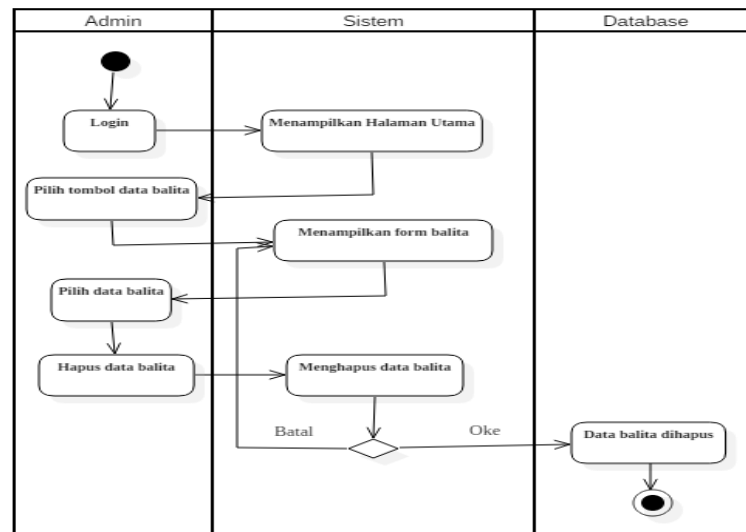 Admin
Sistem
Database
Login
Menampilkan Halaman Utama
Pilih tombol data balita
Menampilkan form balita
Pilih data balita
Hapus data balita
Menghapus data balita
Batal
Oke
Data balita dihapus